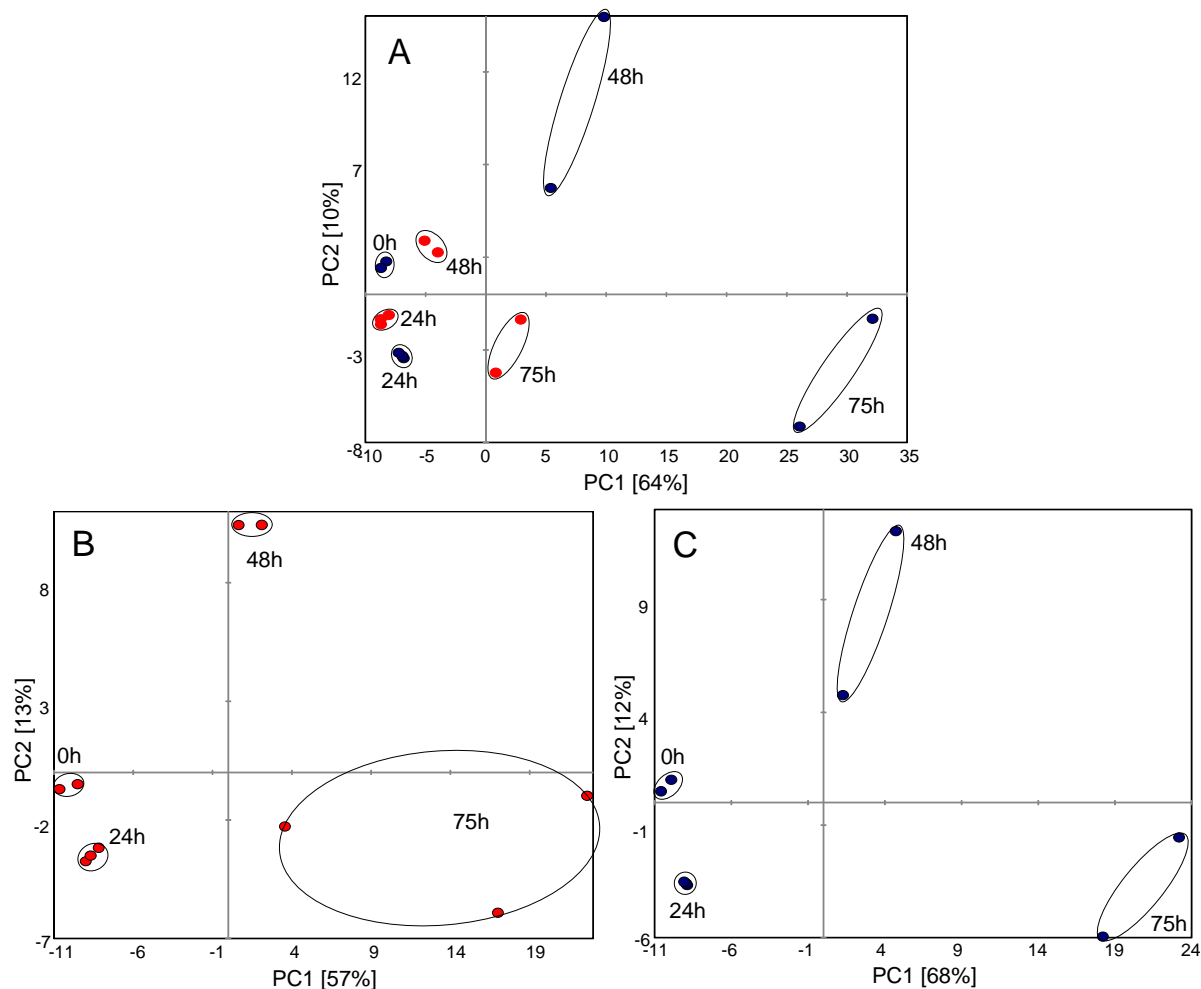 A
48h
12
7
PC2 [10%]
0h
48h
24h
24h
-3
75h
75h
-8
-10 -5 0 5 10 15 20 25 30 35
PC1 [64%]
B
48h
8
PC2 [13%]
3
0h
-2
24h
75h
-7
-11 -6 -1 4 9 14 19
PC1 [57%]
C
48h
9
PC2 [12%]
4
0h
-1
24h
75h
-6
-11 -6 -1 4 9 14 19 24
PC1 [68%]